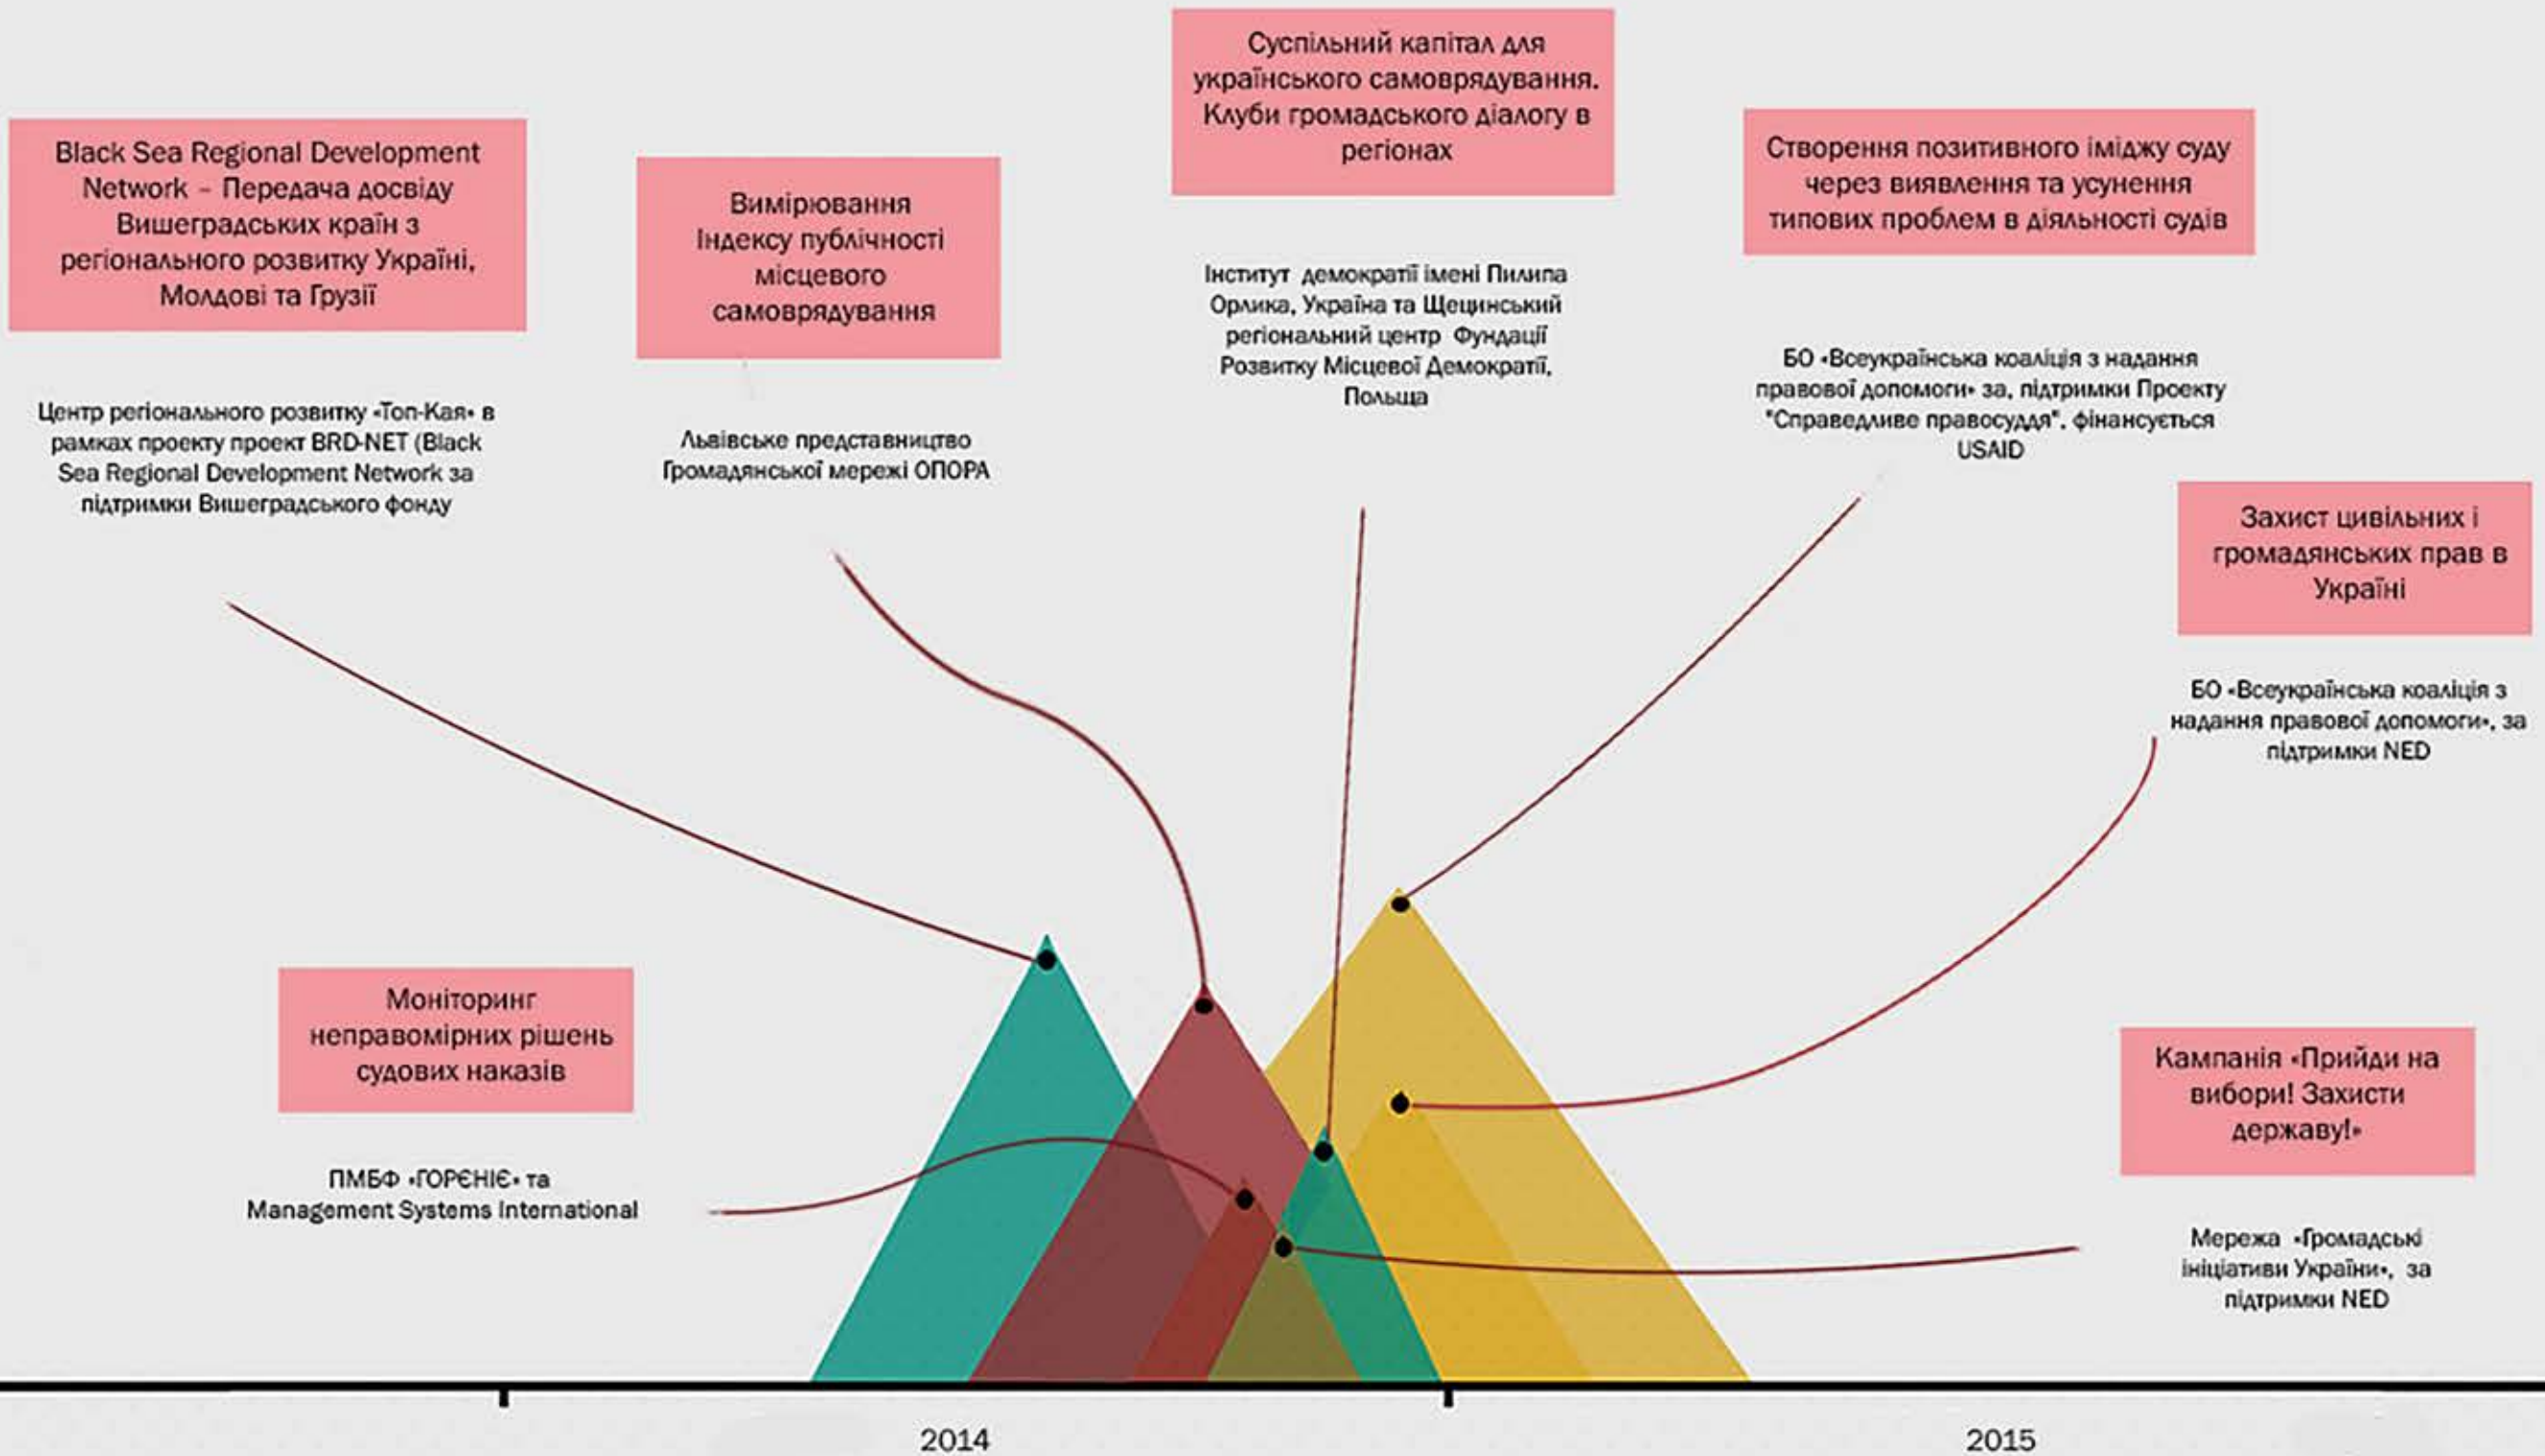 Black Sea Regional Development
Network – Передача досвіду
Вишеградських країн з
регіонального розвитку Україні,
Молдові та Грузії
Центр регіонального розвитку «Топ-Кая» в
рамках проекту проект BRD-NET (Black
Sea Regional Development Network за
підтримки Вишеградського фонду
Вимірювання
Індексу публічності
місцевого
самоврядування
Львівське представництво
Громадянської мережі ОПОРА
Суспільний капітал для
українського самоврядування.
Клуби громадського діалогу в
регіонах
Інститут демократії імені Пилипа
Орлика, Україна та Щецинський
регіональний центр Фундації
Розвитку Місцевої Демократії,
Польща
Створення позитивного іміджу суду
через виявлення та усунення
типових проблем в діяльності судів
БО «Всеукраїнська коаліція з надання
правової допомоги» за, підтримки Проекту
"Справедливе правосуддя", фінансується
USAID
Захист цивільних і
громадянських прав в
Україні
БО «Всеукраїнська коаліція з
надання правової допомоги», за
підтримки NED
Моніторинг
неправомірних рішень
судових наказів
ПМБФ «ГОРЄНІЄ» та
Management Systems International
Кампанія «Прийди на
вибори! Захисти
державу!»
Мережа «Громадські
ініціативи України», за
підтримки NED
2014
2015